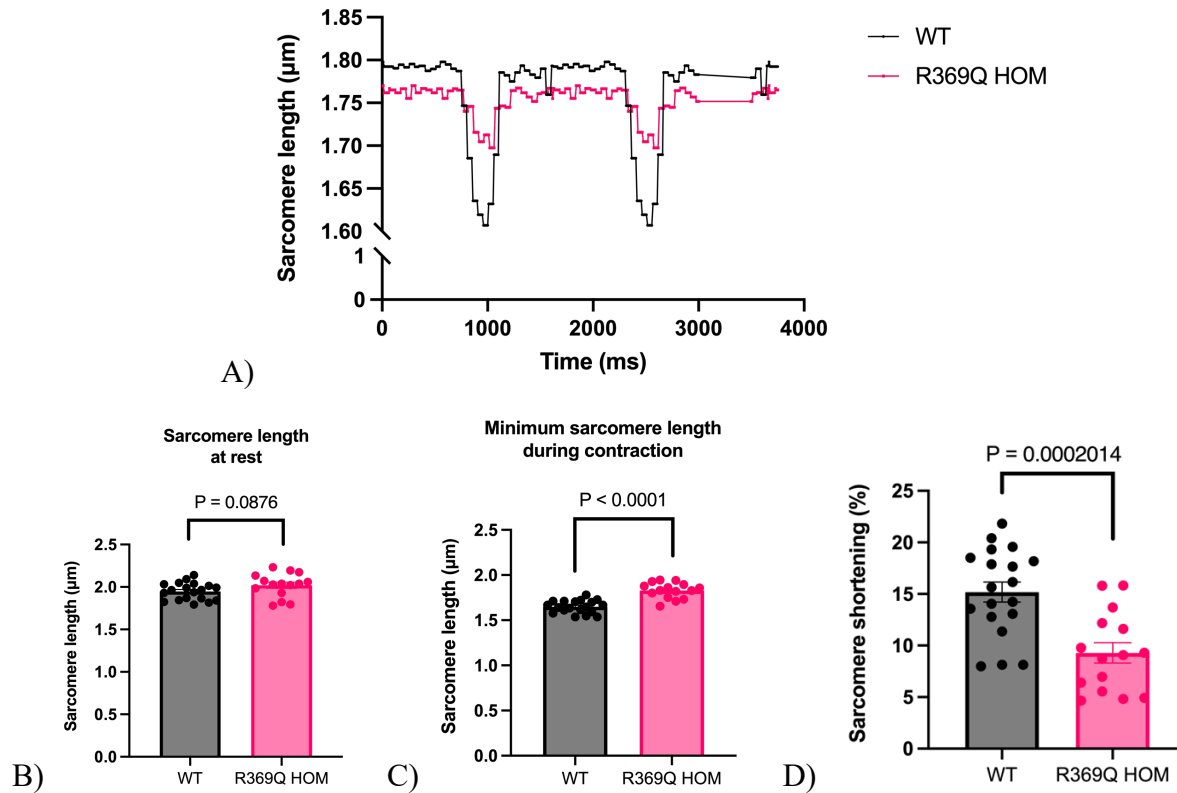 1.85
1.80
1.75
1.70
1.65
1.60
1
0
Sarcomere length (μm)
0 1000 2000 3000 4000
Time (ms)
WT
R369Q HOM
A)
Sarcomere length
at rest
P = 0.0876
2.5
2.0
1.5
1.0
0.5
0.0
Sarcomere length (μm)
WT R369Q HOM
B)
Minimum sarcomere length
during contraction
P < 0.0001
2.5
2.0
1.5
1.0
0.5
0.0
Sarcomere length (μm)
WT R369Q HOM
C)
P = 0.0002014
25
20
15
10
5
0
Sarcomere shortening (%)
WT R369Q HOM
D)